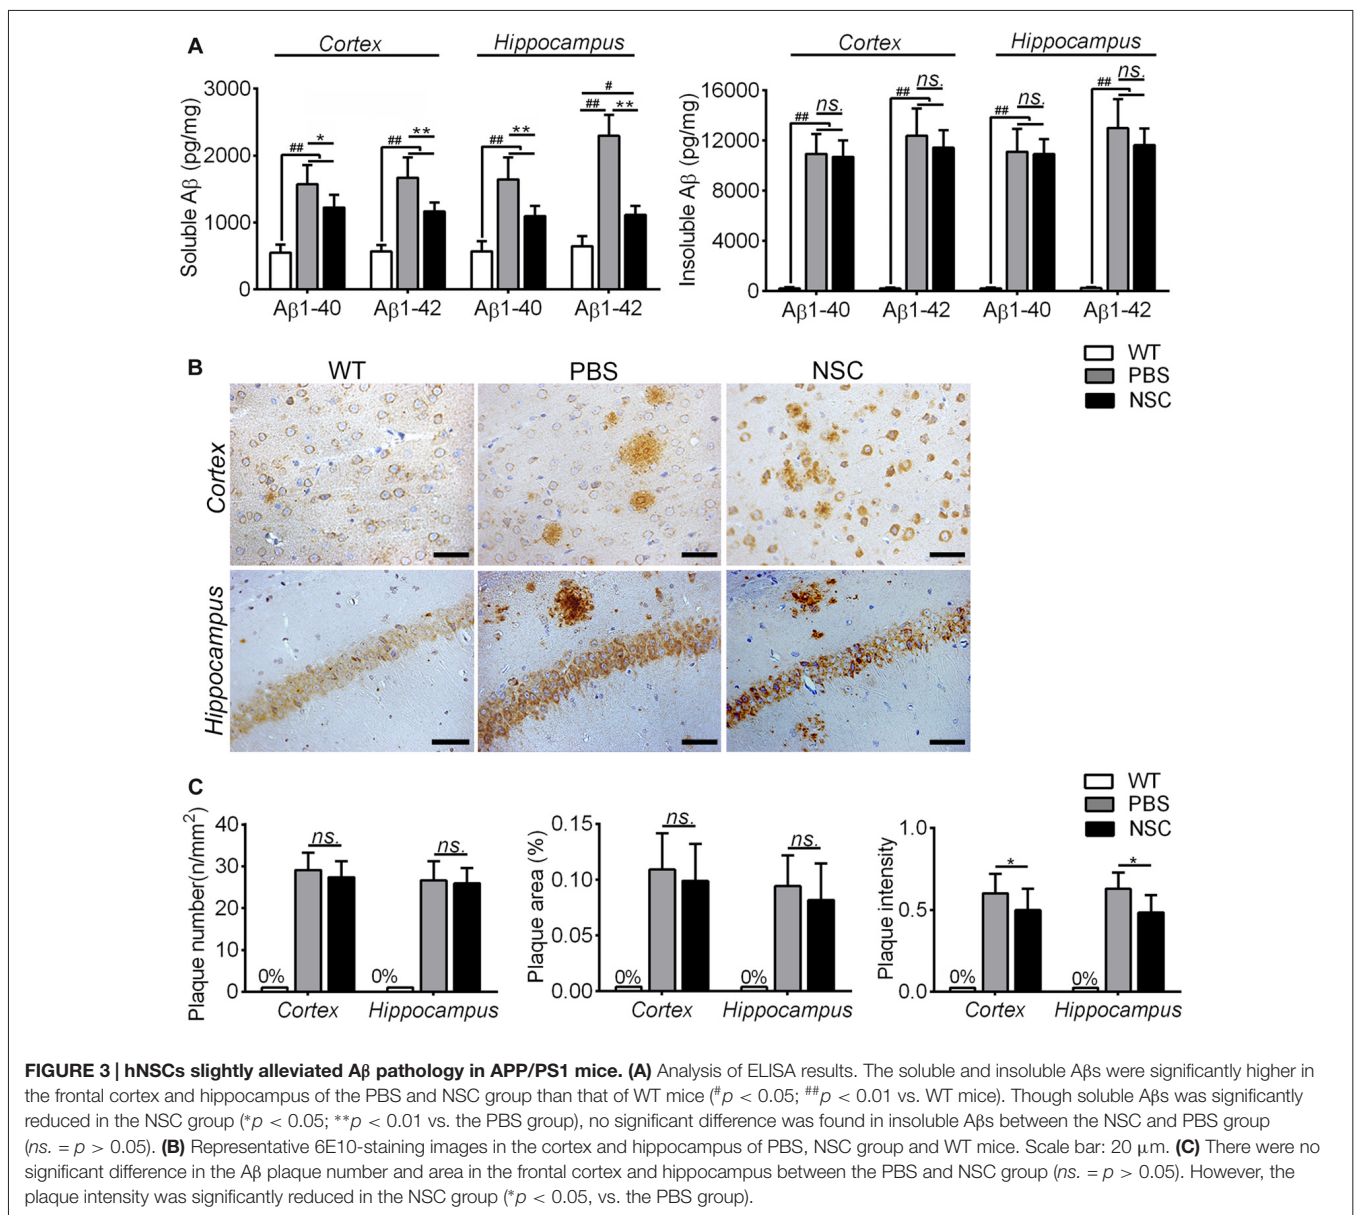 A
Cortex
Hippocampus
Cortex
Hippocampus
Soluble Aβ (pg/mg)
3000
2000
1000
0
##
*
##
**
##
**
#
##
**
Aβ1-40
Aβ1-42
Aβ1-40
Aβ1-42
Insoluble Aβ (pg/mg)
16000
12000
8000
4000
0
##
ns.
##
ns.
##
ns.
##
ns.
Aβ1-40
Aβ1-42
Aβ1-40
Aβ1-42
WT
PBS
NSC
B
WT
PBS
NSC
Cortex
Hippocampus
C
WT
PBS
NSC
Plaque number(n/mm²)
40
30
20
10
0
0%
ns.
0%
ns.
Cortex
Hippocampus
Plaque area (%)
0.15
0.10
0.05
0.00
0%
ns.
0%
ns.
Cortex
Hippocampus
Plaque intensity
1.0
0.5
0.0
0%
*
0%
*
Cortex
Hippocampus
FIGURE 3 | hNSCs slightly alleviated Aβ pathology in APP/PS1 mice. (A) Analysis of ELISA results. The soluble and insoluble Aβs were significantly higher in
the frontal cortex and hippocampus of the PBS and NSC group than that of WT mice (#p < 0.05; ##p < 0.01 vs. WT mice). Though soluble Aβs was significantly
reduced in the NSC group (*p < 0.05; **p < 0.01 vs. the PBS group), no significant difference was found in insoluble Aβs between the NSC and PBS group
(ns. = p > 0.05). (B) Representative 6E10-staining images in the cortex and hippocampus of PBS, NSC group and WT mice. Scale bar: 20 μm. (C) There were no
significant difference in the Aβ plaque number and area in the frontal cortex and hippocampus between the PBS and NSC group (ns. = p > 0.05). However, the
plaque intensity was significantly reduced in the NSC group (*p < 0.05, vs. the PBS group).